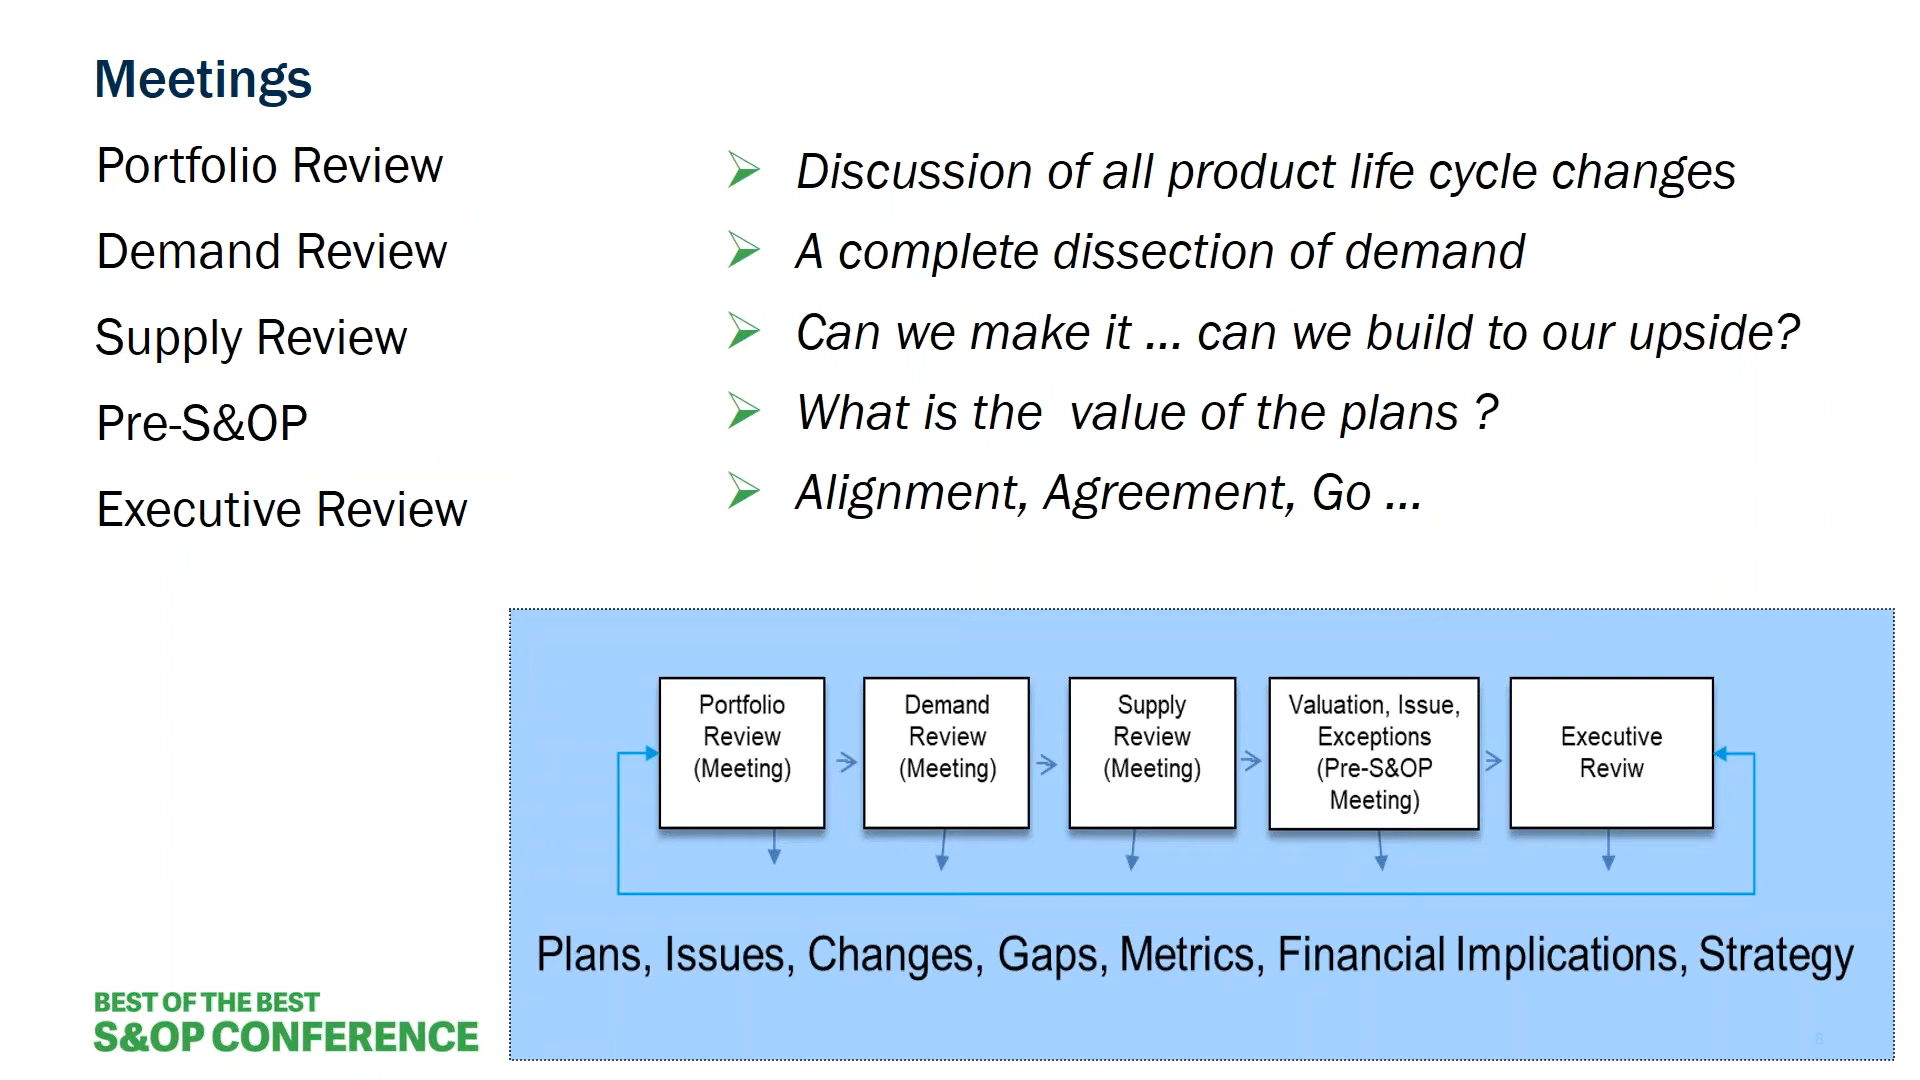 Meetings
Portfolio Review
Demand Review
Supply Review
Pre-S&OP
Executive Review
Discussion of all product life cycle changes
A complete dissection of demand
Can we make it ... can we build to our upside?
What is the  value of the plans ?
Alignment, Agreement, Go ...
Portfolio
Review
(Meeting)
Demand
Review
(Meeting)
Supply
Review
(Meeting)
Valuation, Issue,
Exceptions
(Pre-S&OP
Meeting)
Executive
Reviw
Plans, Issues, Changes, Gaps, Metrics, Financial Implications, Strategy
BEST OF THE BEST
S&OP CONFERENCE
8